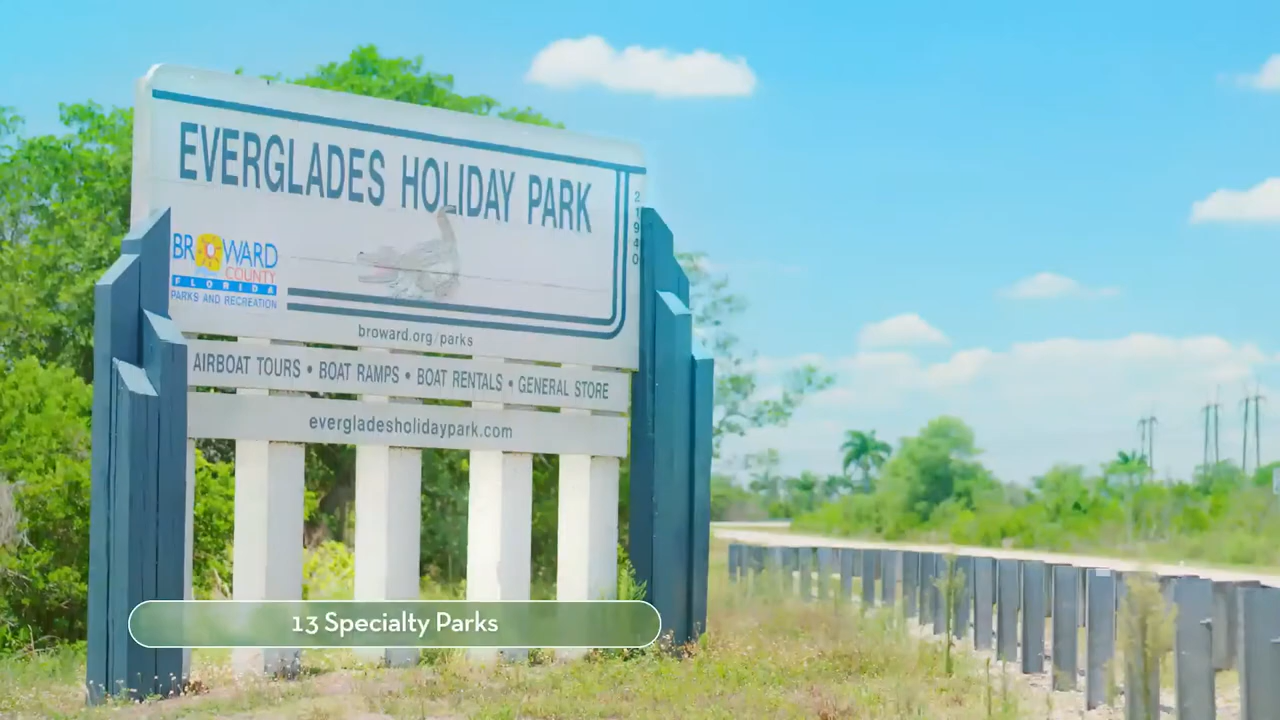 EVERGLADES HOLIDAY PARK
21940
BROWARD
COUNTY
FLORIDA
PARKS AND RECREATION
broward.org/parks
AIRBOAT TOURS • BOAT RAMPS • BOAT RENTALS • GENERAL STORE
evergladesholidaypark.com
13 Specialty Parks